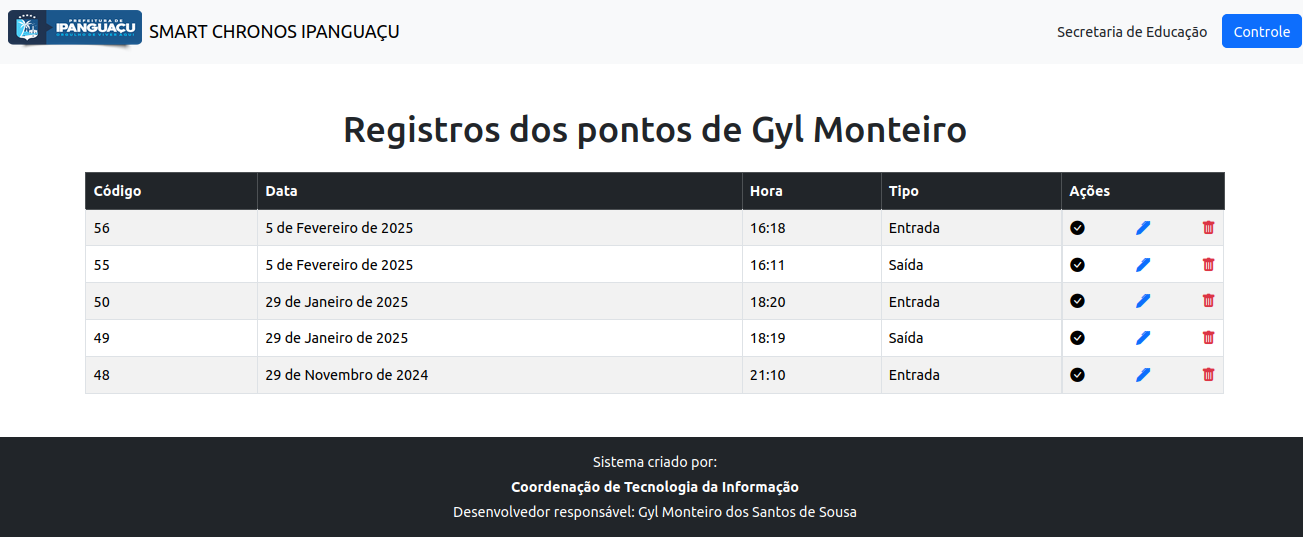 PREFEITURA DE
IPANGUAÇU
ORGULHO DE VIVER AQUI
SMART CHRONOS IPANGUAÇU
Secretaria de Educação
Controle
Registros dos pontos de Gyl Monteiro
Código Data Hora Tipo Ações
56 5 de Fevereiro de 2025 16:18 Entrada
55 5 de Fevereiro de 2025 16:11 Saída
50 29 de Janeiro de 2025 18:20 Entrada
49 29 de Janeiro de 2025 18:19 Saída
48 29 de Novembro de 2024 21:10 Entrada
Sistema criado por:
Coordenação de Tecnologia da Informação
Desenvolvedor responsável: Gyl Monteiro dos Santos de Sousa